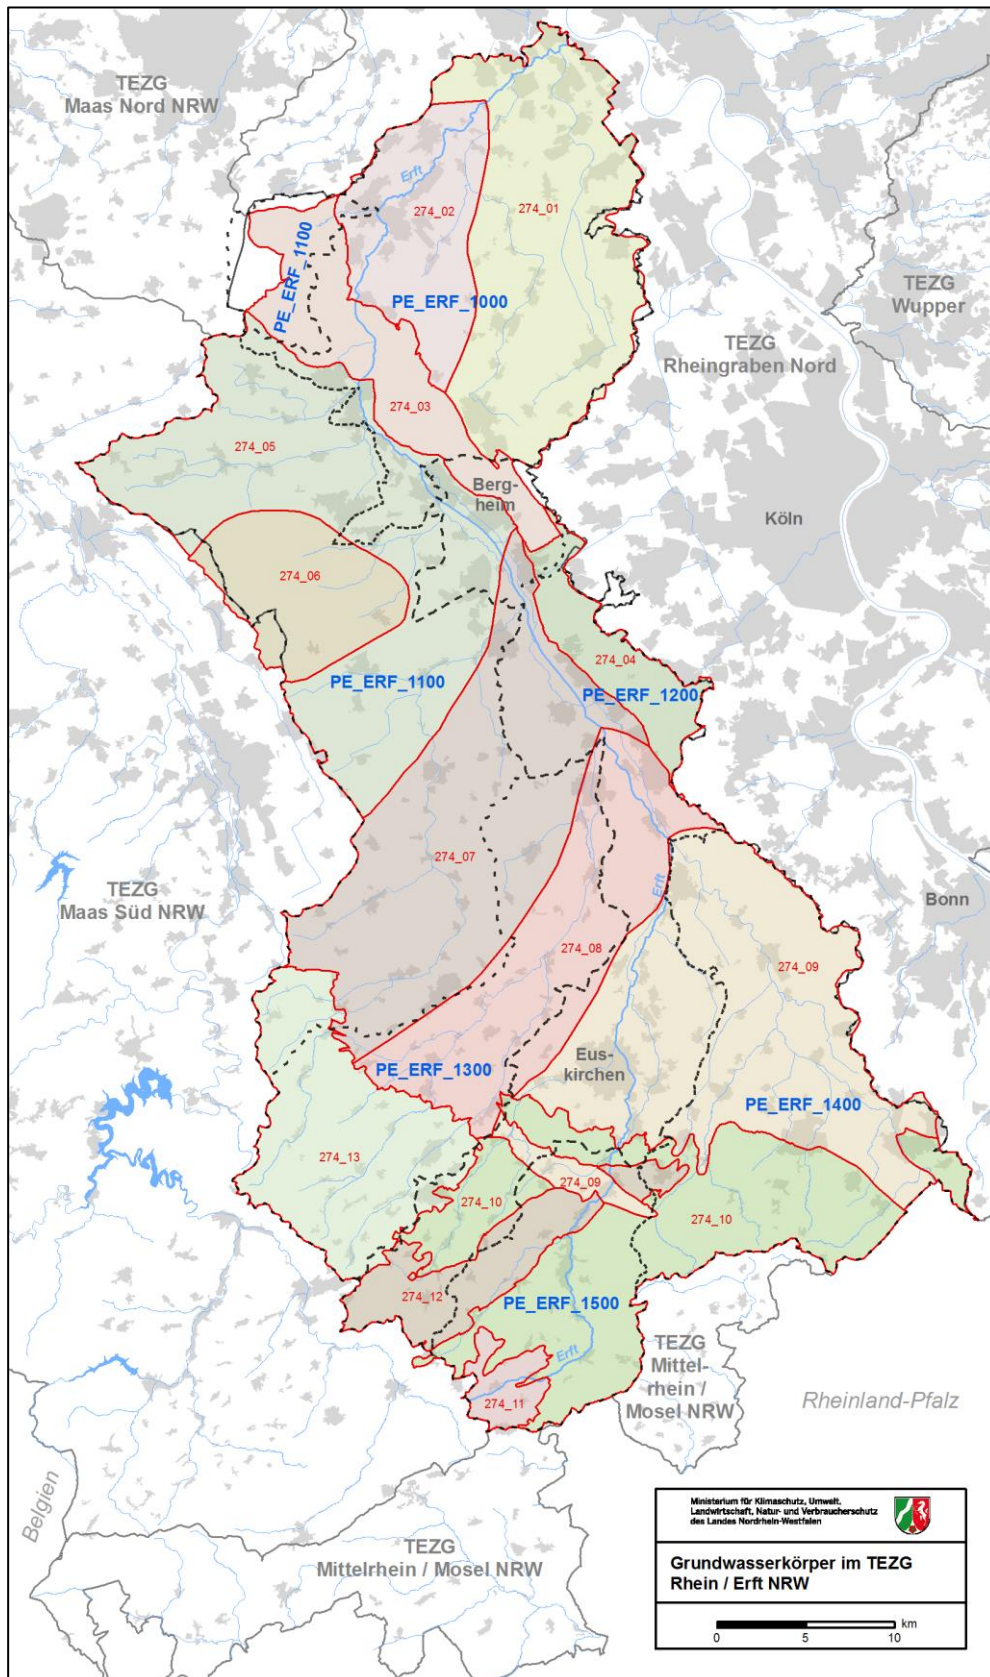 TEZG
Maas Nord NRW
Erft
274_02
274_01
PE_ERF_1100
PE_ERF_1000
TEZG
Wupper
TEZG
Rheingraben Nord
274_03
274_05
Berg-
heim
Köln
274_06
274_04
PE_ERF_1100
PE_ERF_1200
274_07
TEZG
Maas Süd NRW
Erft
Bonn
274_08
274_09
Eus-
kirchen
PE_ERF_1300
PE_ERF_1400
274_13
274_09
274_10
274_10
274_12
PE_ERF_1500
Erft
TEZG
Mittel-
rhein /
Mosel NRW
Rheinland-Pfalz
274_11
Belgien
TEZG
Mittelrhein / Mosel NRW
Ministerium für Klimaschutz, Umwelt,
Landwirtschaft, Natur- und Verbraucherschutz
des Landes Nordrhein-Westfalen
Grundwasserkörper im TEZG
Rhein / Erft NRW
km
0 5 10